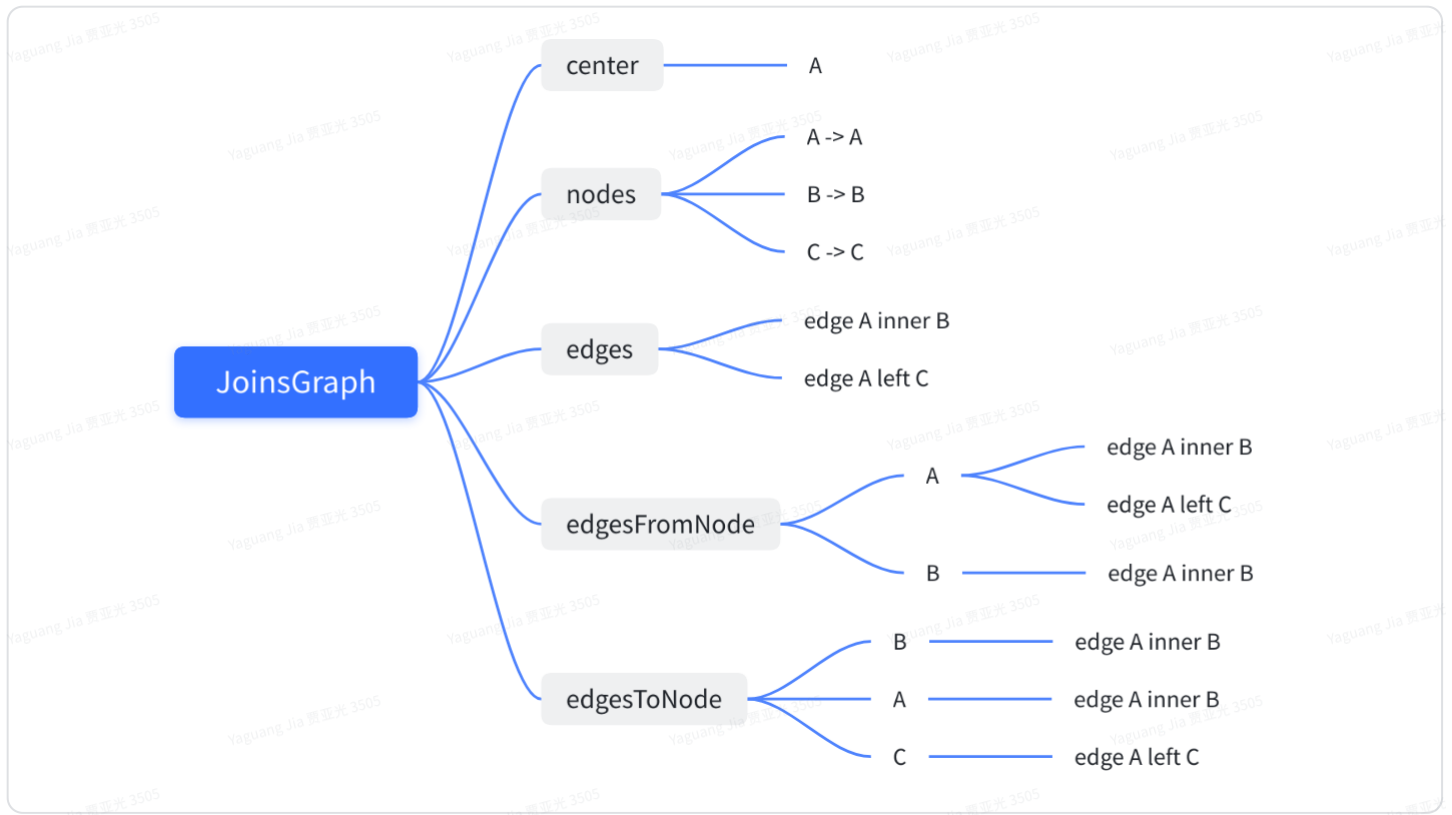 center
A
nodes
A -> A
B -> B
C -> C
JoinsGraph
edges
edge A inner B
edge A left C
edgesFromNode
A
edge A inner B
edge A left C
B
edge A inner B
edgesToNode
B
edge A inner B
A
edge A inner B
C
edge A left C
Yaguang Jia 贾亚光 3505